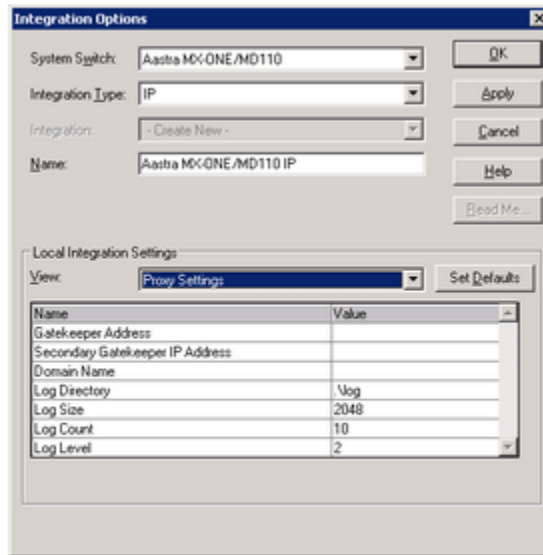 Integration Options
System Switch: Aastra MX-ONE/MD110 OK
Integration Type: IP Apply
Integration: - Create New - Cancel
Name: Aastra MX-ONE/MD110 IP Help
Read Me...
Local Integration Settings
View: Proxy Settings Set Defaults
Name Value
Gatekeeper Address
Secondary Gatekeeper IP Address
Domain Name
Log Directory .\log
Log Size 2048
Log Count 10
Log Level 2